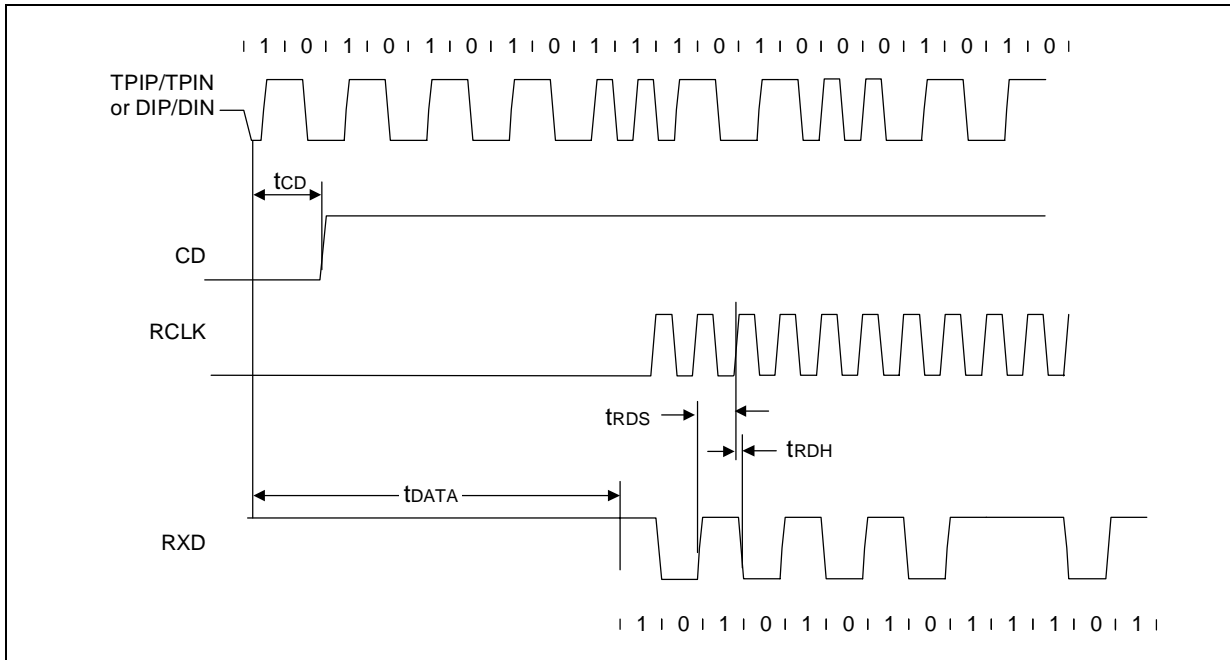 1 0 1 0 1 0 1 0 1 1 1 0 1 0 0 0 1 0 1 0
TPIP/TPIN
or DIP/DIN
tCD
CD
RCLK
tRDS
tRDH
tDATA
RXD
1 0 1 0 1 0 1 0 1 1 1 0 1